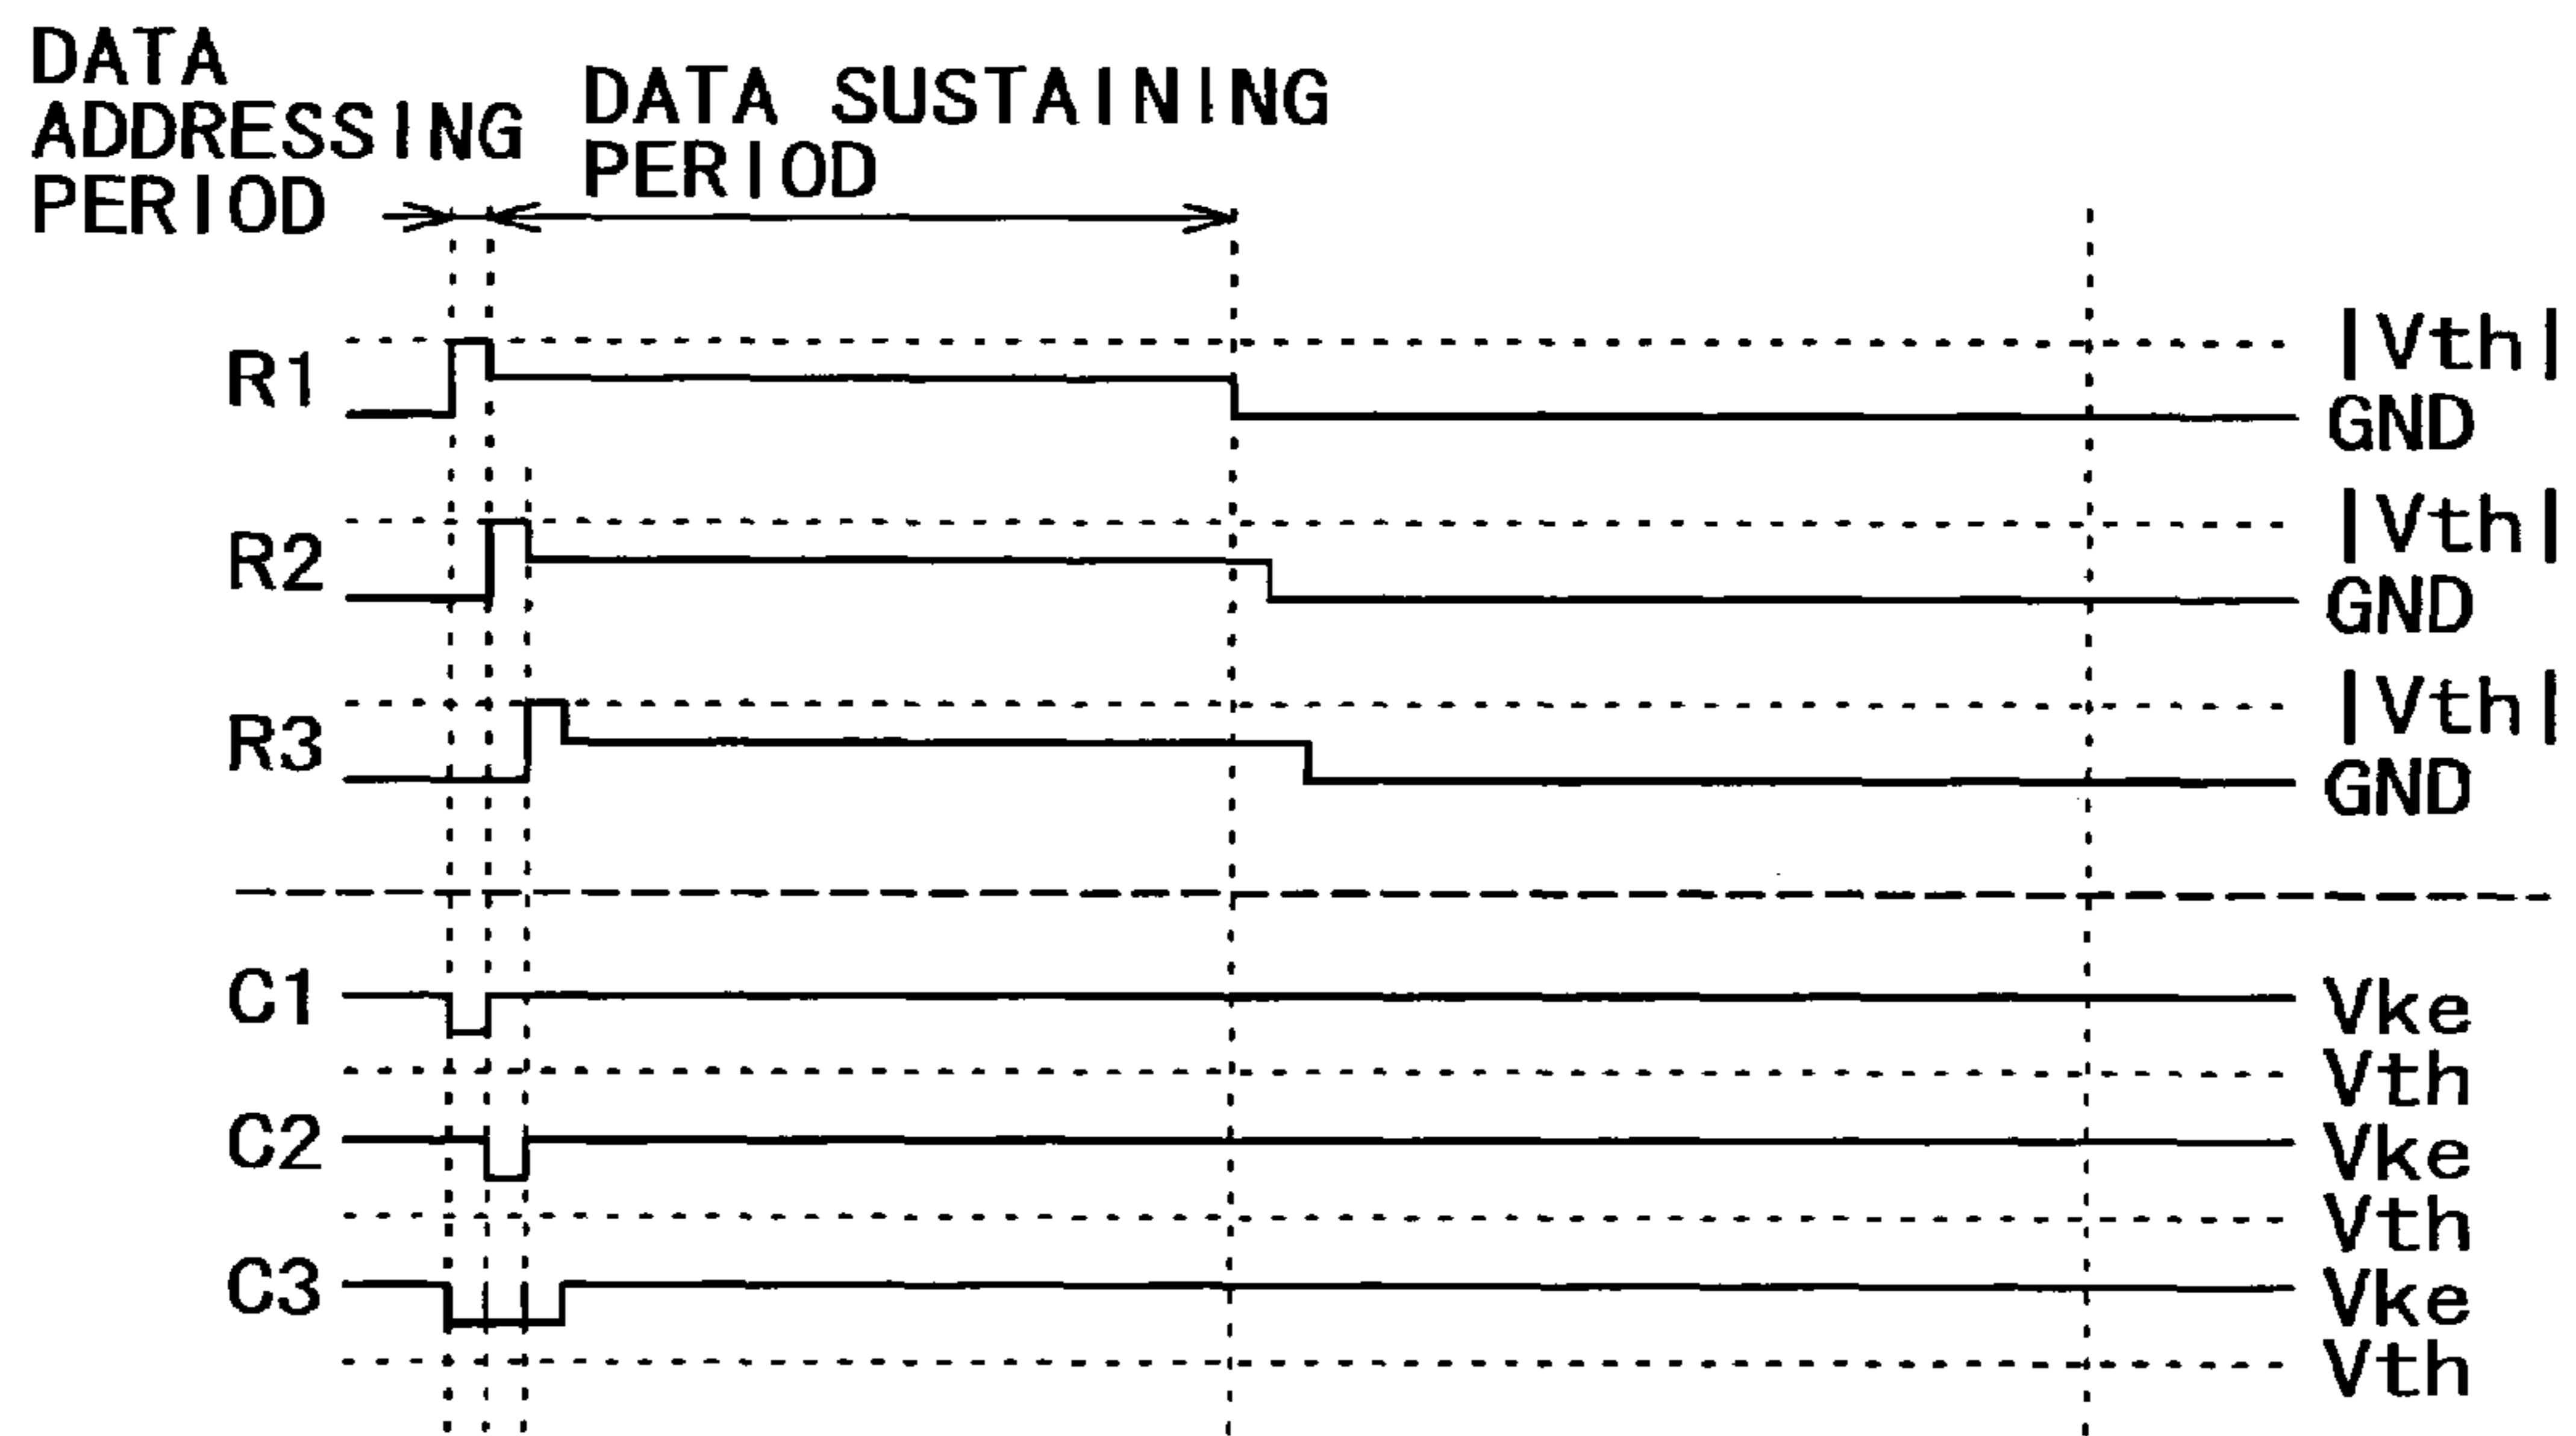 DATA
ADDRESSING
PERIOD
DATA SUSTAINING
PERIOD
R1
|Vth|
GND
R2
|Vth|
GND
R3
|Vth|
GND
C1
Vke
Vth
C2
Vke
Vth
C3
Vke
Vth